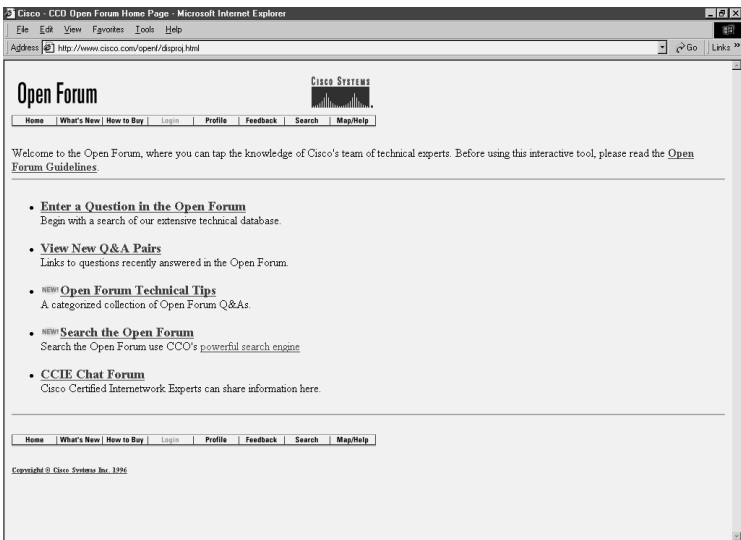 Cisco - CCO Open Forum Home Page - Microsoft Internet Explorer
File Edit View Favorites Tools Help
Address http://www.cisco.com/openf/disproj.html Go Links »
Open Forum
CISCO SYSTEMS
Home | What's New | How to Buy | Login | Profile | Feedback | Search | Map/Help
Welcome to the Open Forum, where you can tap the knowledge of Cisco's team of technical experts. Before using this interactive tool, please read the Open
Forum Guidelines.
• Enter a Question in the Open Forum
Begin with a search of our extensive technical database.
• View New Q&A Pairs
Links to questions recently answered in the Open Forum.
• NEW! Open Forum Technical Tips
A categorized collection of Open Forum Q&As.
• NEW! Search the Open Forum
Search the Open Forum use CCO's powerful search engine
• CCIE Chat Forum
Cisco Certified Internetwork Experts can share information here.
Home | What's New | How to Buy | Login | Profile | Feedback | Search | Map/Help
Copyright © Cisco Systems Inc. 1996